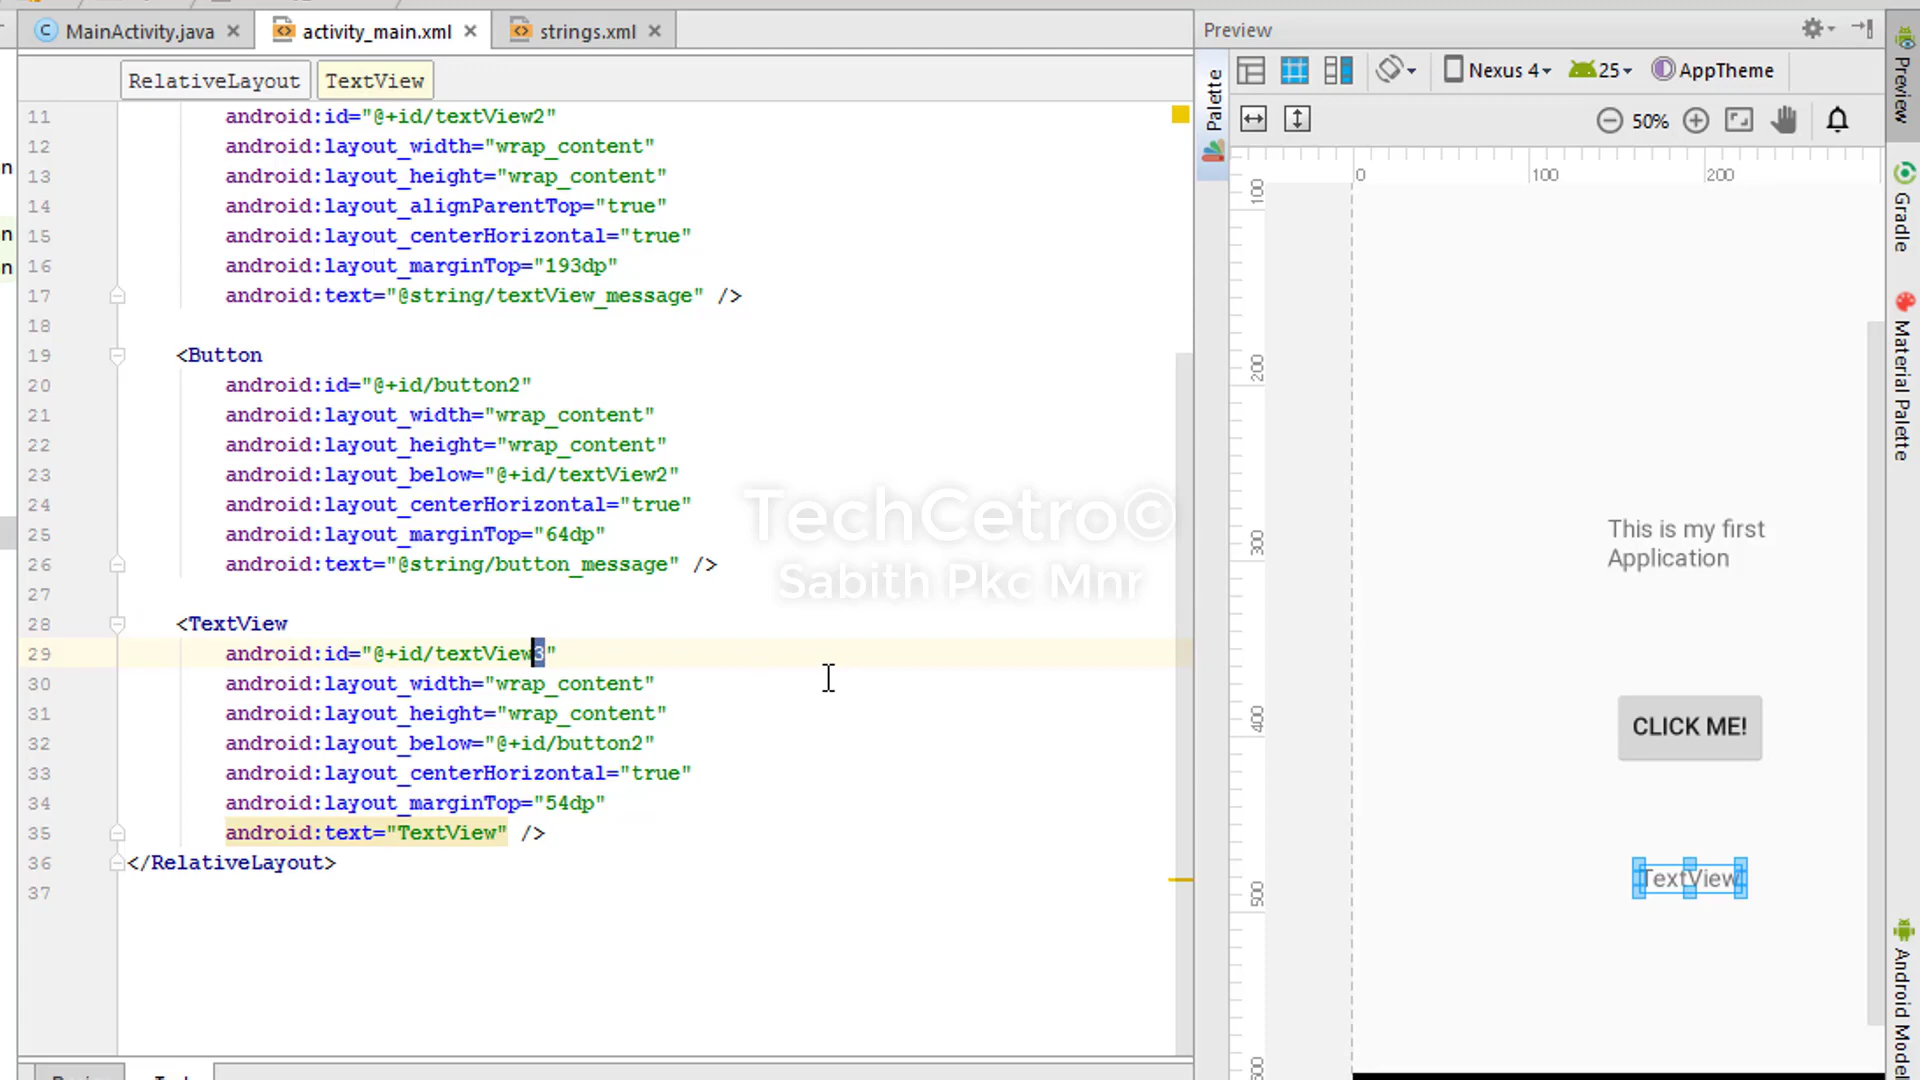 MainActivity.java
activity_main.xml
strings.xml
Preview
RelativeLayout
TextView
Nexus 4
25
AppTheme
50%
11 android:id="@+id/textView2"
12 android:layout_width="wrap_content"
13 android:layout_height="wrap_content"
14 android:layout_alignParentTop="true"
15 android:layout_centerHorizontal="true"
16 android:layout_marginTop="193dp"
17 android:text="@string/textView_message" />
18
19 <Button
20 android:id="@+id/button2"
21 android:layout_width="wrap_content"
22 android:layout_height="wrap_content"
23 android:layout_below="@+id/textView2"
24 android:layout_centerHorizontal="true"
25 android:layout_marginTop="64dp"
26 android:text="@string/button_message" />
27
28 <TextView
29 android:id="@+id/textView3"
30 android:layout_width="wrap_content"
31 android:layout_height="wrap_content"
32 android:layout_below="@+id/button2"
33 android:layout_centerHorizontal="true"
34 android:layout_marginTop="54dp"
35 android:text="TextView" />
36 </RelativeLayout>
37
TechCetro©
Sabith Pkc Mnr
Palette
0 100 200
100
200
300
400
500
This is my first
Application
CLICK ME!
TextView
Preview
Gradle
Material Palette
Android Model